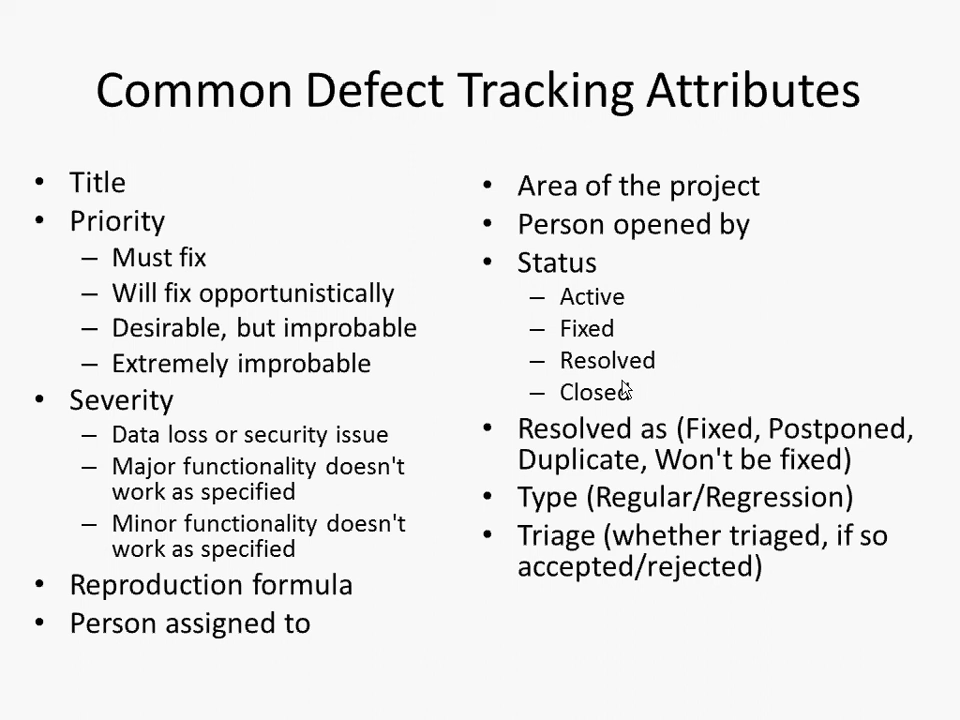 Common Defect Tracking Attributes
• Title
• Priority
– Must fix
– Will fix opportunistically
– Desirable, but improbable
– Extremely improbable
• Severity
– Data loss or security issue
– Major functionality doesn't
work as specified
– Minor functionality doesn't
work as specified
• Reproduction formula
• Person assigned to
• Area of the project
• Person opened by
• Status
– Active
– Fixed
– Resolved
– Closed
• Resolved as (Fixed, Postponed,
Duplicate, Won't be fixed)
• Type (Regular/Regression)
• Triage (whether triaged, if so
accepted/rejected)